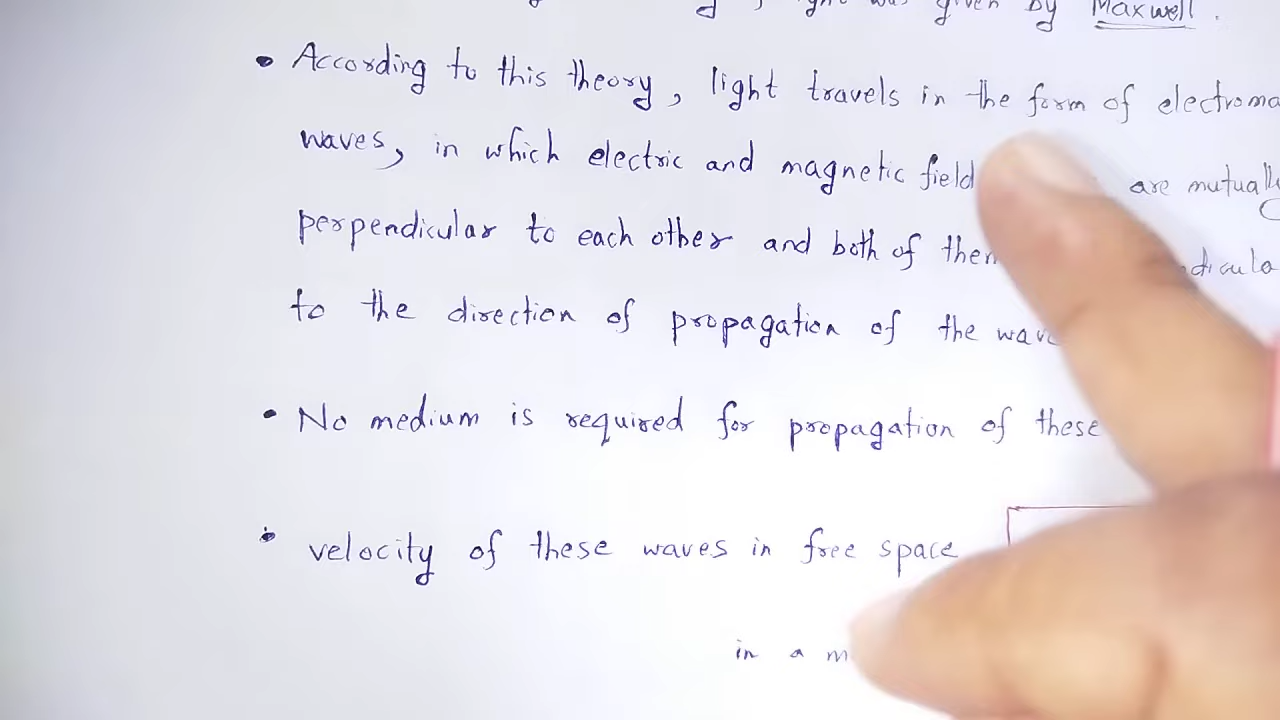 given by Maxwell.
• According to this theory, light travels in the form of
waves, in which electric and magnetic field are mutually
perpendicular to each other and both of them
to the direction of propagation of the wave
• No medium is required for propagation of these
• velocity of these waves in free space
in a